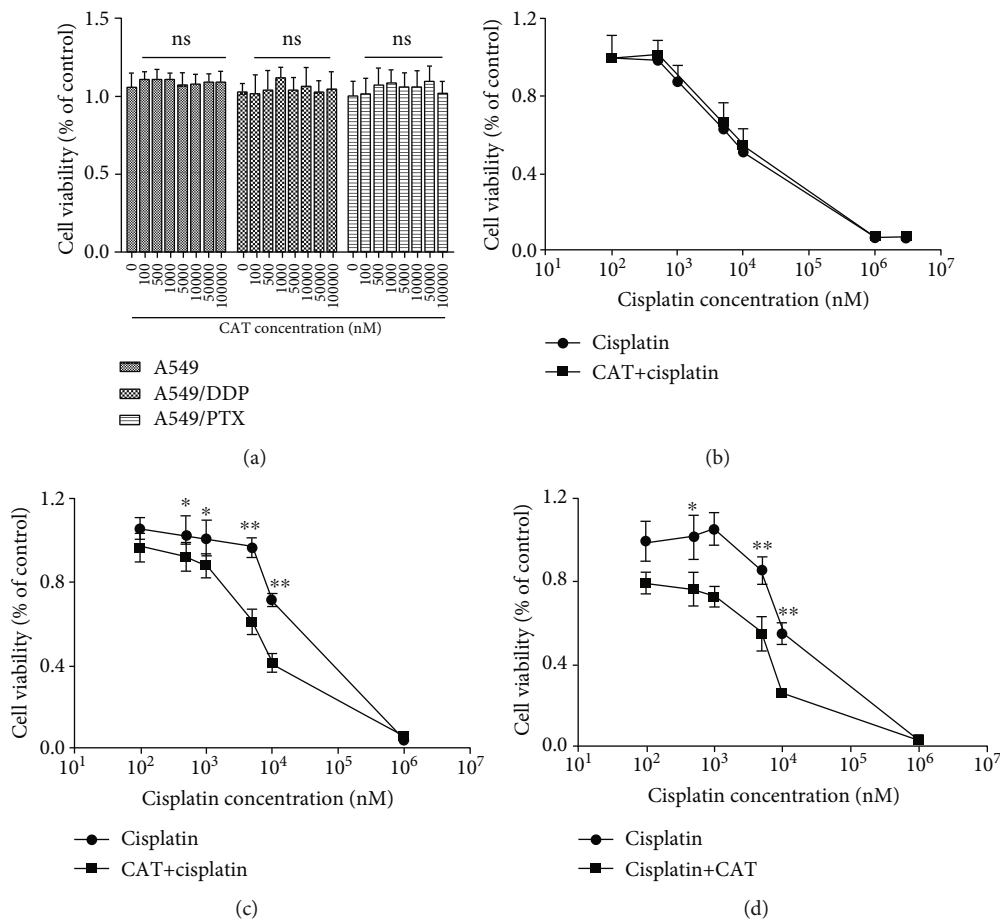 1.5
1.0
0.5
0.0
Cell viability (% of control)
ns
ns
ns
0
100
500
1000
5000
10000
50000
100000
0
100
500
1000
5000
10000
50000
100000
0
100
500
1000
5000
10000
50000
100000
CAT concentration (nM)
A549
A549/DDP
A549/PTX
(a)
1.2
0.8
0.4
0.0
Cell viability (% of control)
10¹ 10² 10³ 10⁴ 10⁵ 10⁶ 10⁷
Cisplatin concentration (nM)
Cisplatin
CAT+cisplatin
(b)
1.2
0.8
0.4
0.0
Cell viability (% of control)
* * ** **
10¹ 10² 10³ 10⁴ 10⁵ 10⁶ 10⁷
Cisplatin concentration (nM)
Cisplatin
CAT+cisplatin
(c)
1.2
0.8
0.4
0.0
Cell viability (% of control)
* ** **
10¹ 10² 10³ 10⁴ 10⁵ 10⁶ 10⁷
Cisplatin concentration (nM)
Cisplatin
Cisplatin+CAT
(d)